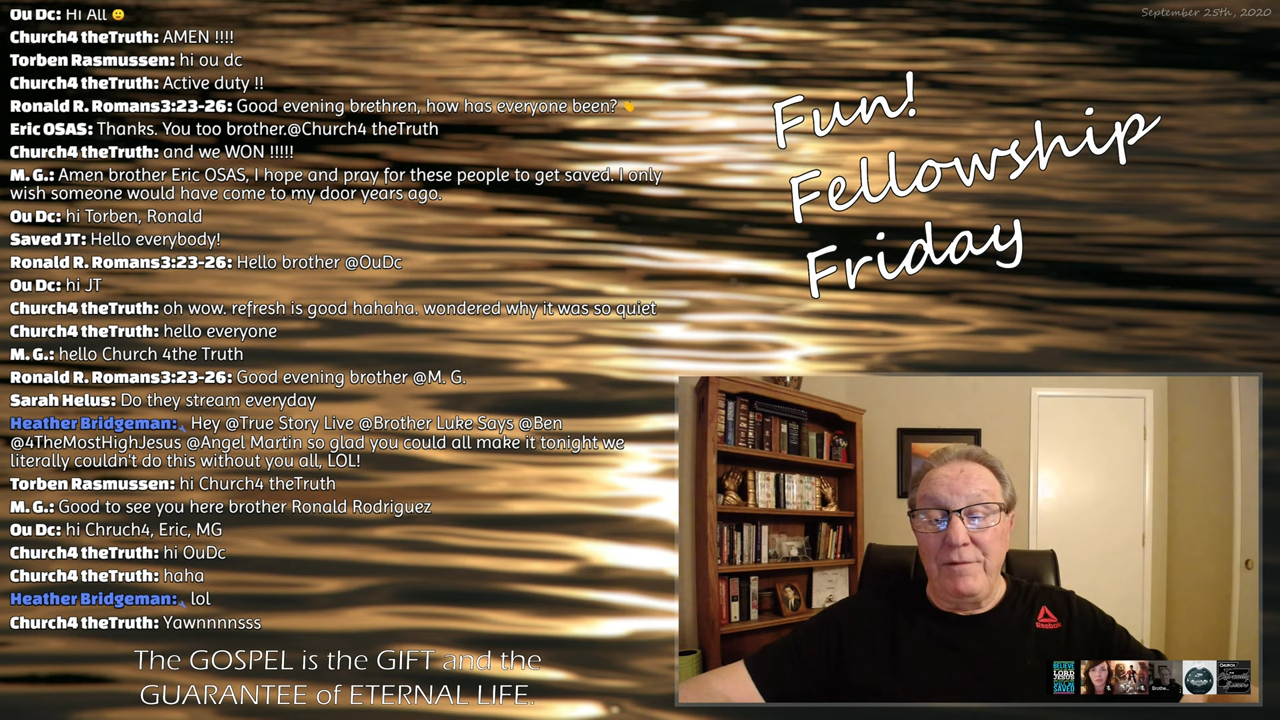 Ou Dc: Hi All 🙂
Church4 theTruth: AMEN !!!!
Torben Rasmussen: hi ou dc
Church4 theTruth: Active duty !!
Ronald R. Romans3:23-26: Good evening brethren, how has everyone been?👋
Eric OSAS: Thanks. You too brother.@Church4 theTruth
Church4 theTruth: and we WON !!!!!
M. G.: Amen brother Eric OSAS, I hope and pray for these people to get saved. I only
wish someone would have come to my door years ago.
Ou Dc: hi Torben, Ronald
Saved JT: Hello everybody!
Ronald R. Romans3:23-26: Hello brother @OuDc
Ou Dc: hi JT
Church4 theTruth: oh wow. refresh is good hahaha. wondered why it was so quiet
Church4 theTruth: hello everyone
M. G.: hello Church 4the Truth
Ronald R. Romans3:23-26: Good evening brother @M. G.
Sarah Helus: Do they stream everyday
Heather Bridgeman: Hey @True Story Live @Brother Luke Says @Ben
@4TheMostHighJesus @Angel Martin so glad you could all make it tonight we
literally couldn't do this without you all, LOL!
Torben Rasmussen: hi Church4 theTruth
M. G.: Good to see you here brother Ronald Rodriguez
Ou Dc: hi Chruch4, Eric, MG
Church4 theTruth: hi OuDc
Church4 theTruth: haha
Heather Bridgeman: lol
Church4 theTruth: Yawnnnnsss
The GOSPEL is the GIFT and the
GUARANTEE of ETERNAL LIFE.
September 25th, 2020
Fun!
Fellowship
Friday
Reebok
BELIEVE
LORD
JESUS
SAVED
Brothe...
CHURCH